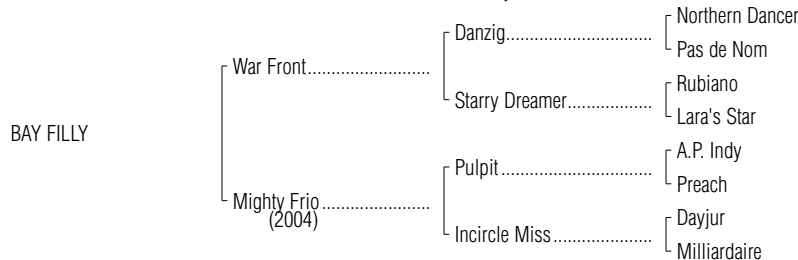 Northern Dancer
Danzig
Pas de Nom
War Front
Rubiano
Starry Dreamer
Lara's Star
BAY FILLY
A.P. Indy
Pulpit
Preach
Mighty Frio
(2004)
Dayjur
Incircle Miss
Milliardaire